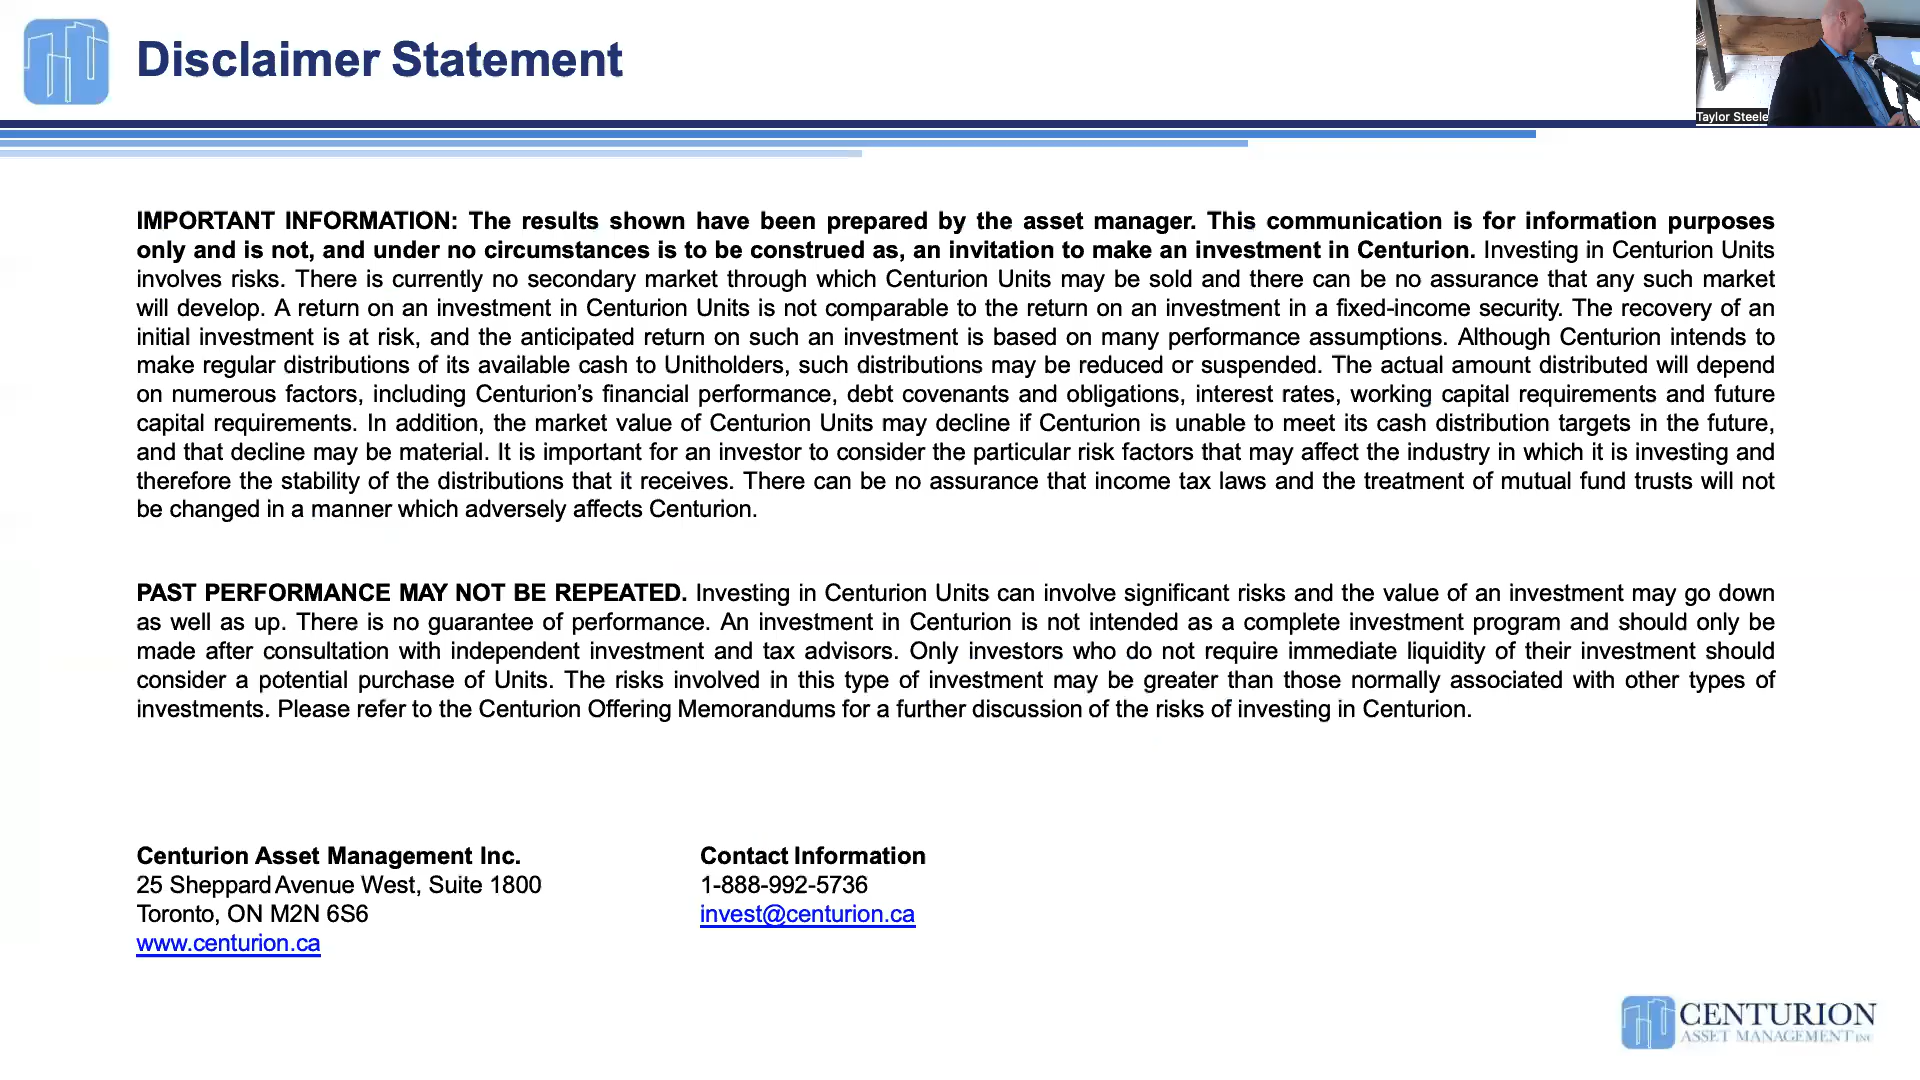 Disclaimer Statement
Taylor Steele
IMPORTANT INFORMATION: The results shown have been prepared by the asset manager. This communication is for information purposes
only and is not, and under no circumstances is to be construed as, an invitation to make an investment in Centurion. Investing in Centurion Units
involves risks. There is currently no secondary market through which Centurion Units may be sold and there can be no assurance that any such market
will develop. A return on an investment in Centurion Units is not comparable to the return on an investment in a fixed-income security. The recovery of an
initial investment is at risk, and the anticipated return on such an investment is based on many performance assumptions. Although Centurion intends to
make regular distributions of its available cash to Unitholders, such distributions may be reduced or suspended. The actual amount distributed will depend
on numerous factors, including Centurion’s financial performance, debt covenants and obligations, interest rates, working capital requirements and future
capital requirements. In addition, the market value of Centurion Units may decline if Centurion is unable to meet its cash distribution targets in the future,
and that decline may be material. It is important for an investor to consider the particular risk factors that may affect the industry in which it is investing and
therefore the stability of the distributions that it receives. There can be no assurance that income tax laws and the treatment of mutual fund trusts will not
be changed in a manner which adversely affects Centurion.
PAST PERFORMANCE MAY NOT BE REPEATED. Investing in Centurion Units can involve significant risks and the value of an investment may go down
as well as up. There is no guarantee of performance. An investment in Centurion is not intended as a complete investment program and should only be
made after consultation with independent investment and tax advisors. Only investors who do not require immediate liquidity of their investment should
consider a potential purchase of Units. The risks involved in this type of investment may be greater than those normally associated with other types of
investments. Please refer to the Centurion Offering Memorandums for a further discussion of the risks of investing in Centurion.
Centurion Asset Management Inc.
25 Sheppard Avenue West, Suite 1800
Toronto, ON M2N 6S6
www.centurion.ca
Contact Information
1-888-992-5736
invest@centurion.ca
CENTURION
ASSET MANAGEMENT INC